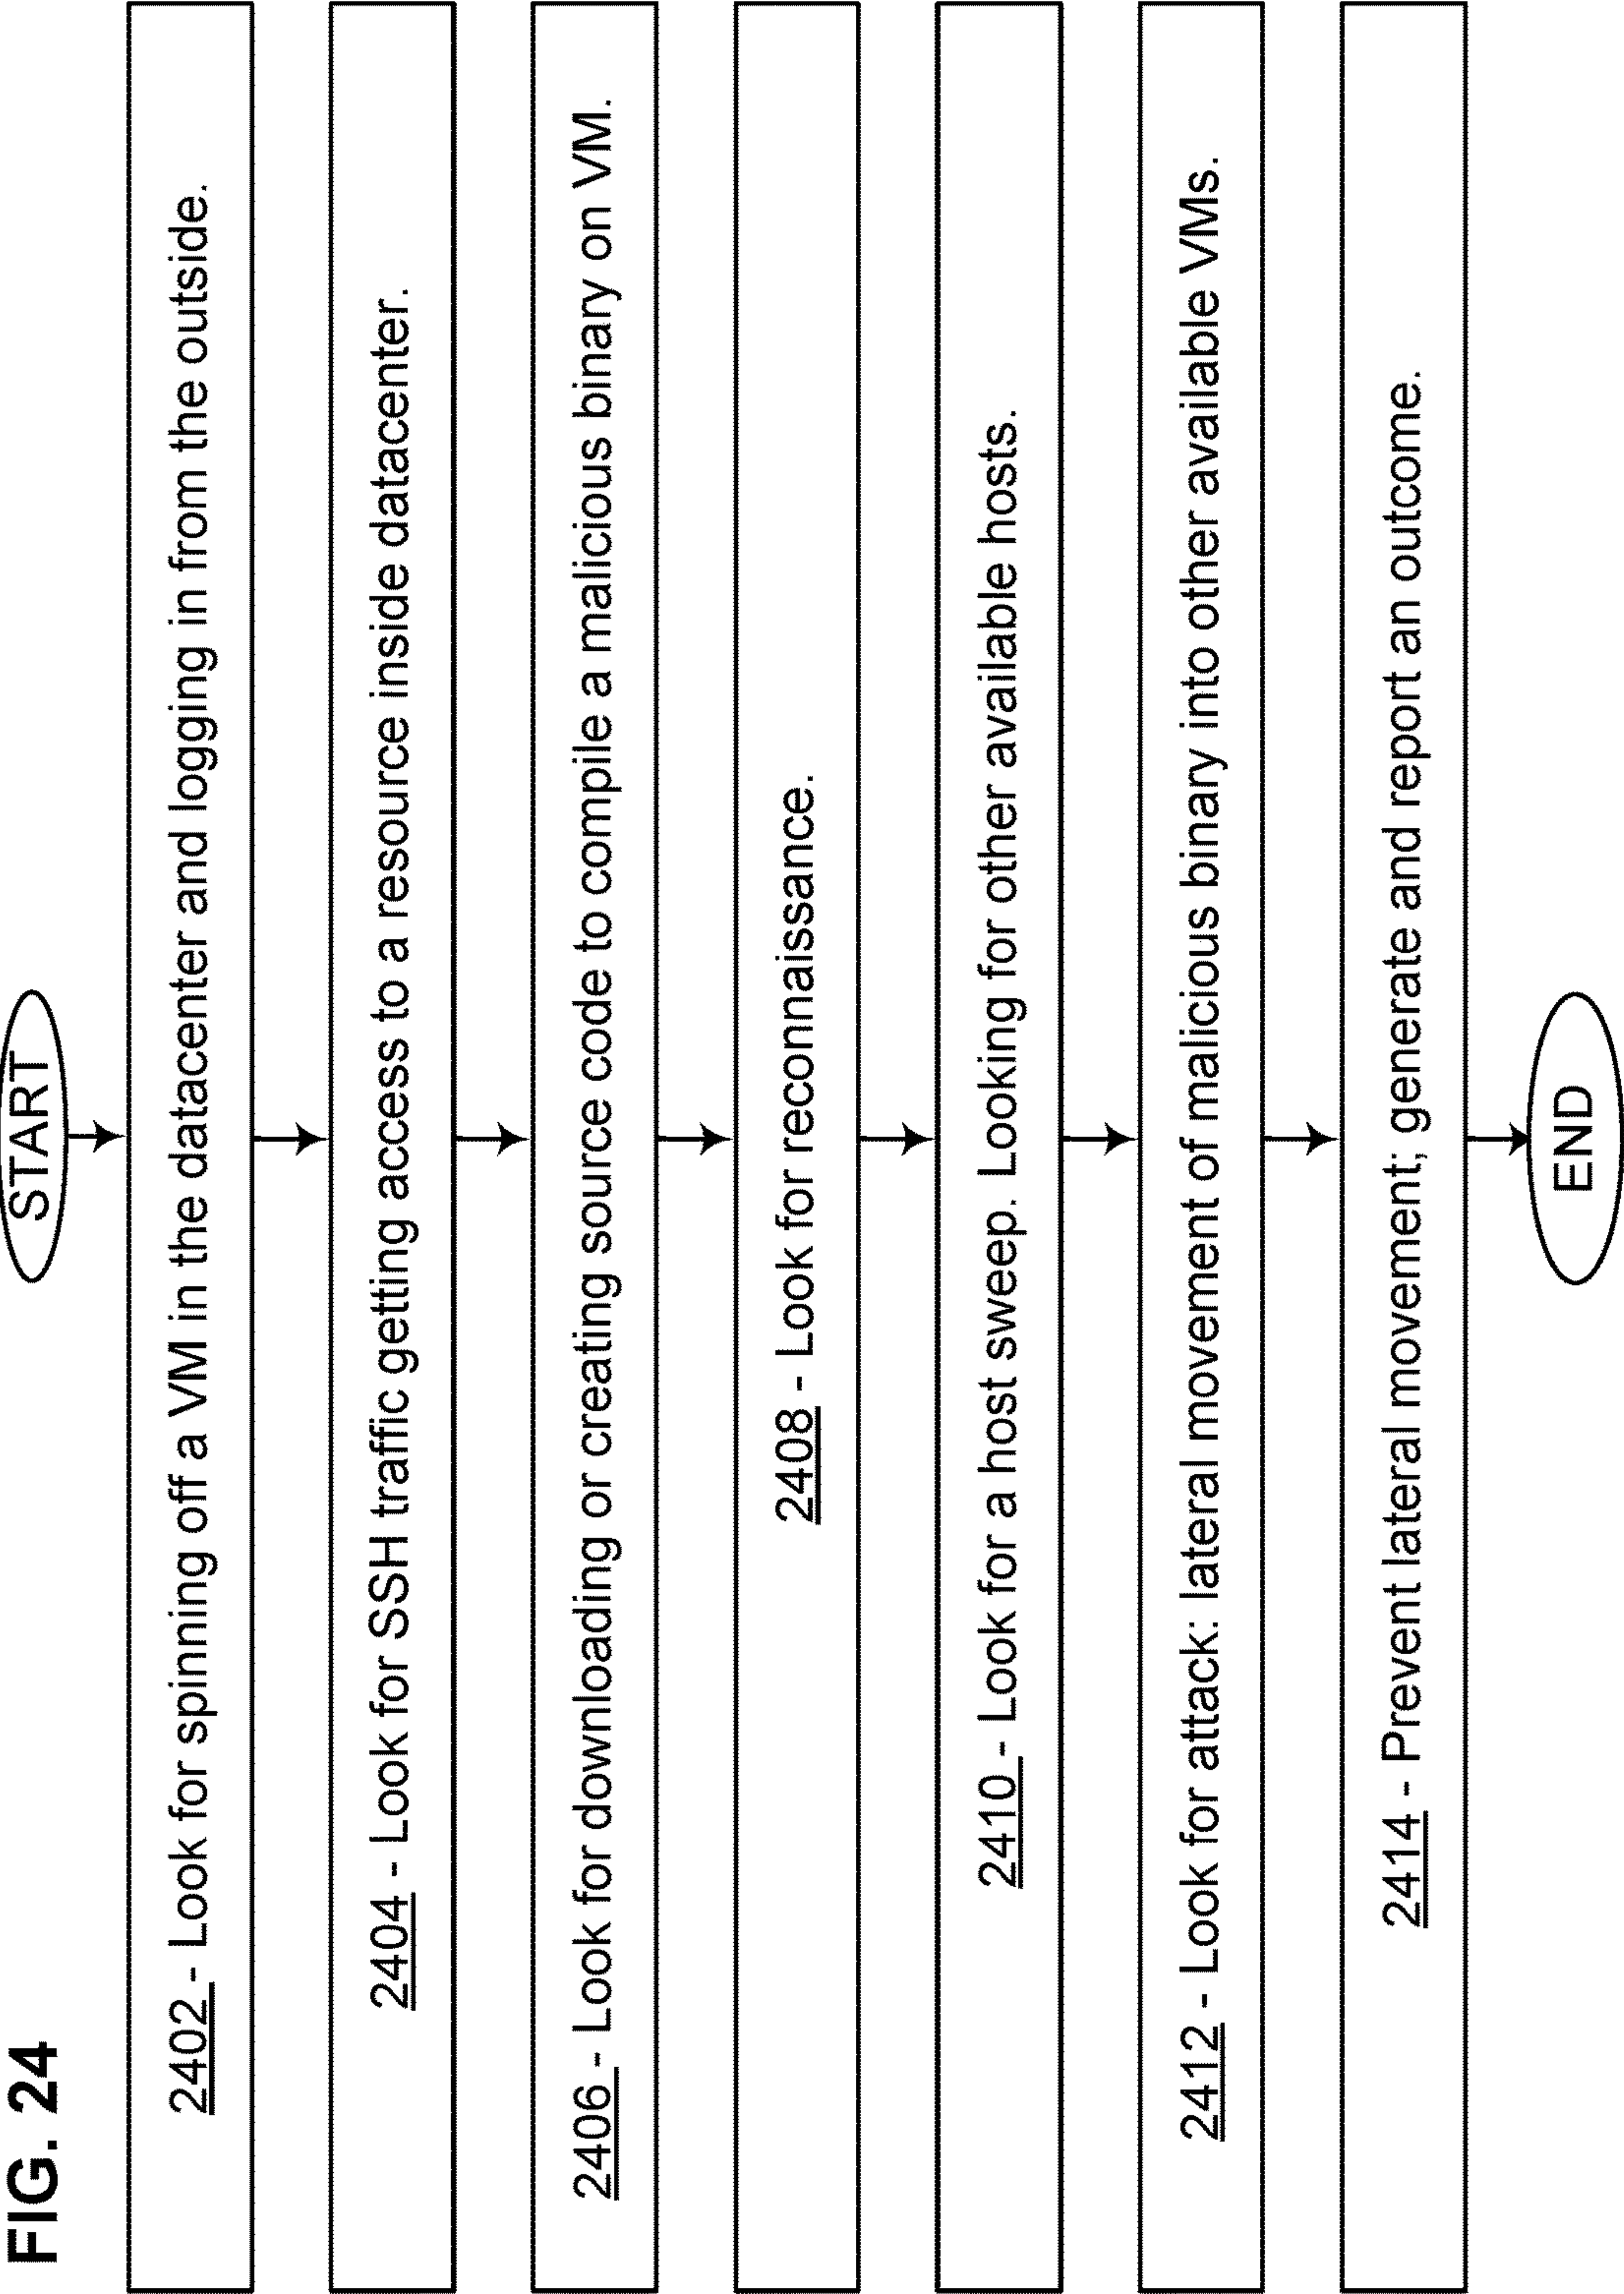 FIG. 24
START
2402 - Look for spinning off a VM in the datacenter and logging in from the outside.
2404 - Look for SSH traffic getting access to a resource inside datacenter.
2406 - Look for downloading or creating source code to compile a malicious binary on VM.
2408 - Look for reconnaissance.
2410 - Look for a host sweep. Looking for other available hosts.
2412 - Look for attack: lateral movement of malicious binary into other available VMs.
2414 - Prevent lateral movement; generate and report an outcome.
END